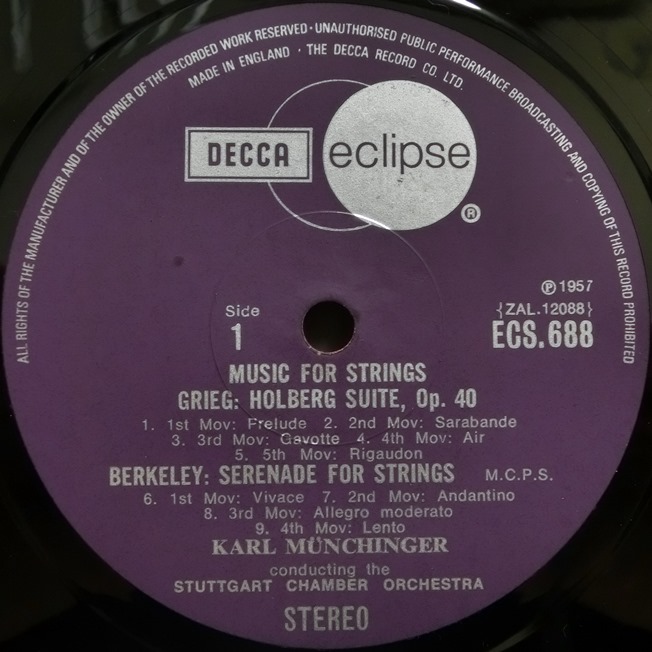 ALL RIGHTS OF THE MANUFACTURER AND OF THE OWNER OF THE RECORDED WORK RESERVED · UNAUTHORISED PUBLIC PERFORMANCE BROADCASTING AND COPYING OF THIS RECORD PROHIBITED
MADE IN ENGLAND · THE DECCA RECORD CO. LTD.
DECCA eclipse
®
℗ 1957
Side
{ZAL.12088}
1
ECS.688
MUSIC FOR STRINGS
GRIEG: HOLBERG SUITE, Op. 40
1. 1st Mov: Prelude 2. 2nd Mov: Sarabande
3. 3rd Mov: Gavotte 4. 4th Mov: Air
5. 5th Mov: Rigaudon
BERKELEY: SERENADE FOR STRINGS M.C.P.S.
6. 1st Mov: Vivace 7. 2nd Mov: Andantino
8. 3rd Mov: Allegro moderato
9. 4th Mov: Lento
KARL MÜNCHINGER
conducting the
STUTTGART CHAMBER ORCHESTRA
STEREO